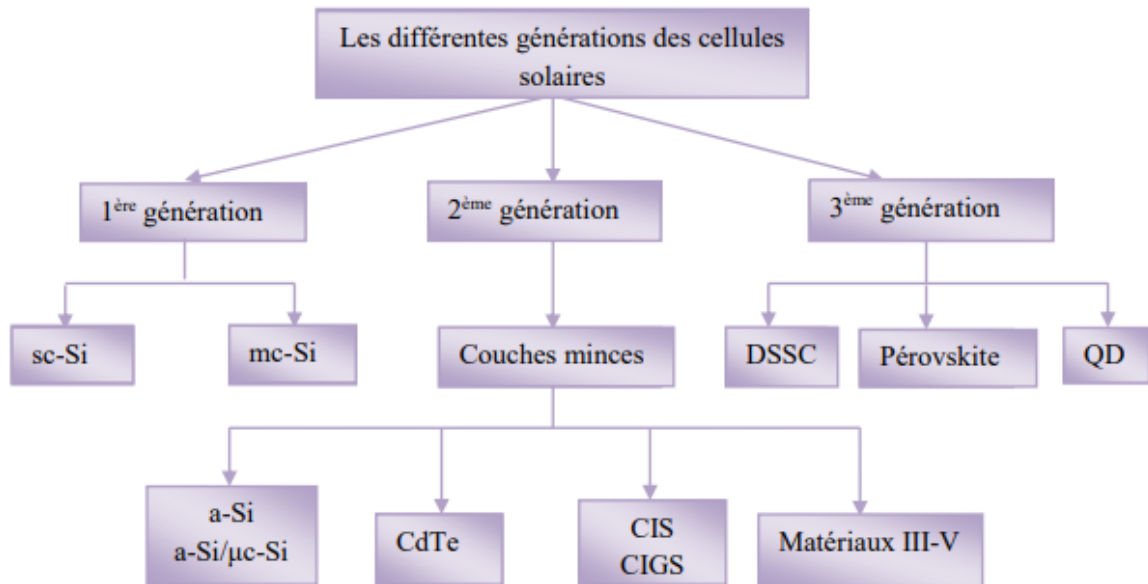 Les différentes générations des cellules
solaires
1ère génération
2ème génération
3ème génération
sc-Si
mc-Si
Couches minces
DSSC
Pérovskite
QD
a-Si
a-Si/μc-Si
CdTe
CIS
CIGS
Matériaux III-V